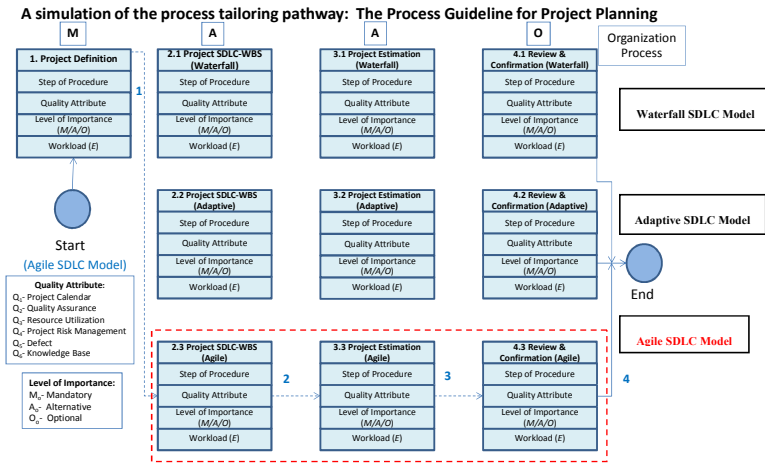 A simulation of the process tailoring pathway:  The Process Guideline for Project Planning
M
A
A
O
Organization
Process
1. Project Definition
Step of Procedure
Quality Attribute
Level of Importance
(M/A/O)
Workload (E)
2.1 Project SDLC-WBS
(Waterfall)
Step of Procedure
Quality Attribute
Level of Importance
(M/A/O)
Workload (E)
3.1 Project Estimation
(Waterfall)
Step of Procedure
Quality Attribute
Level of Importance
(M/A/O)
Workload (E)
4.1 Review &
Confirmation (Waterfall)
Step of Procedure
Quality Attribute
Level of Importance
(M/A/O)
Workload (E)
1
Waterfall SDLC Model
2.2 Project SDLC-WBS
(Adaptive)
Step of Procedure
Quality Attribute
Level of Importance
(M/A/O)
Workload (E)
3.2 Project Estimation
(Adaptive)
Step of Procedure
Quality Attribute
Level of Importance
(M/A/O)
Workload (E)
4.2 Review &
Confirmation (Adaptive)
Step of Procedure
Quality Attribute
Level of Importance
(M/A/O)
Workload (E)
Adaptive SDLC Model
Start
(Agile SDLC Model)
End
Quality Attribute:
Q- Project Calendar
Q- Quality Assurance
Q- Resource Utilization
Q- Project Risk Management
Q- Defect
Q- Knowledge Base
Agile SDLC Model
2.3 Project SDLC-WBS
(Agile)
Step of Procedure
Quality Attribute
Level of Importance
(M/A/O)
Workload (E)
2
3.3 Project Estimation
(Agile)
Step of Procedure
Quality Attribute
Level of Importance
(M/A/O)
Workload (E)
3
4.3 Review &
Confirmation (Agile)
Step of Procedure
Quality Attribute
Level of Importance
(M/A/O)
Workload (E)
4
Level of Importance:
Mₒ- Mandatory
Aₒ- Alternative
Oₒ- Optional